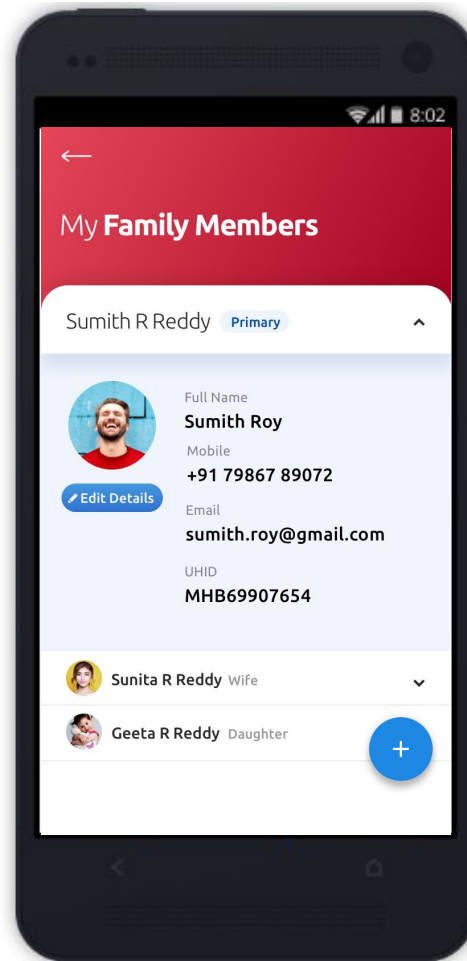 8:02
My Family Members
Sumith R Reddy Primary
Full Name
Sumith Roy
Mobile
+91 79867 89072
Edit Details
Email
sumith.roy@gmail.com
UHID
MHB69907654
Sunita R Reddy Wife
Geeta R Reddy Daughter
+